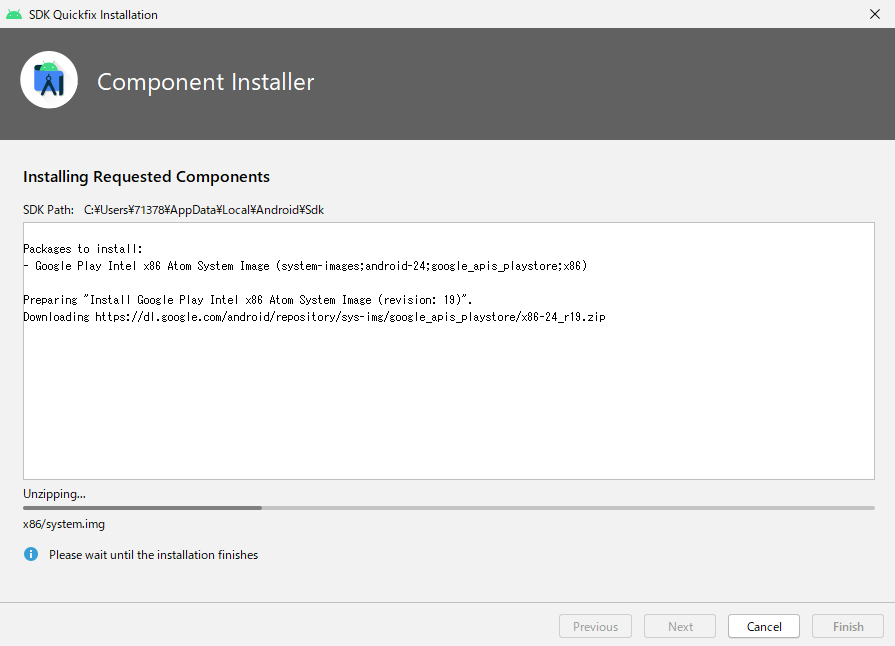 SDK Quickfix Installation
Component Installer
Installing Requested Components
SDK Path: C:¥Users¥71378¥AppData¥Local¥Android¥Sdk
Packages to install:
- Google Play Intel x86 Atom System Image (system-images;android-24;google_apis_playstore;x86)
Preparing "Install Google Play Intel x86 Atom System Image (revision: 19)".
Downloading https://dl.google.com/android/repository/sys-img/google_apis_playstore/x86-24_r19.zip
Unzipping...
x86/system.img
Please wait until the installation finishes
Previous Next Cancel Finish